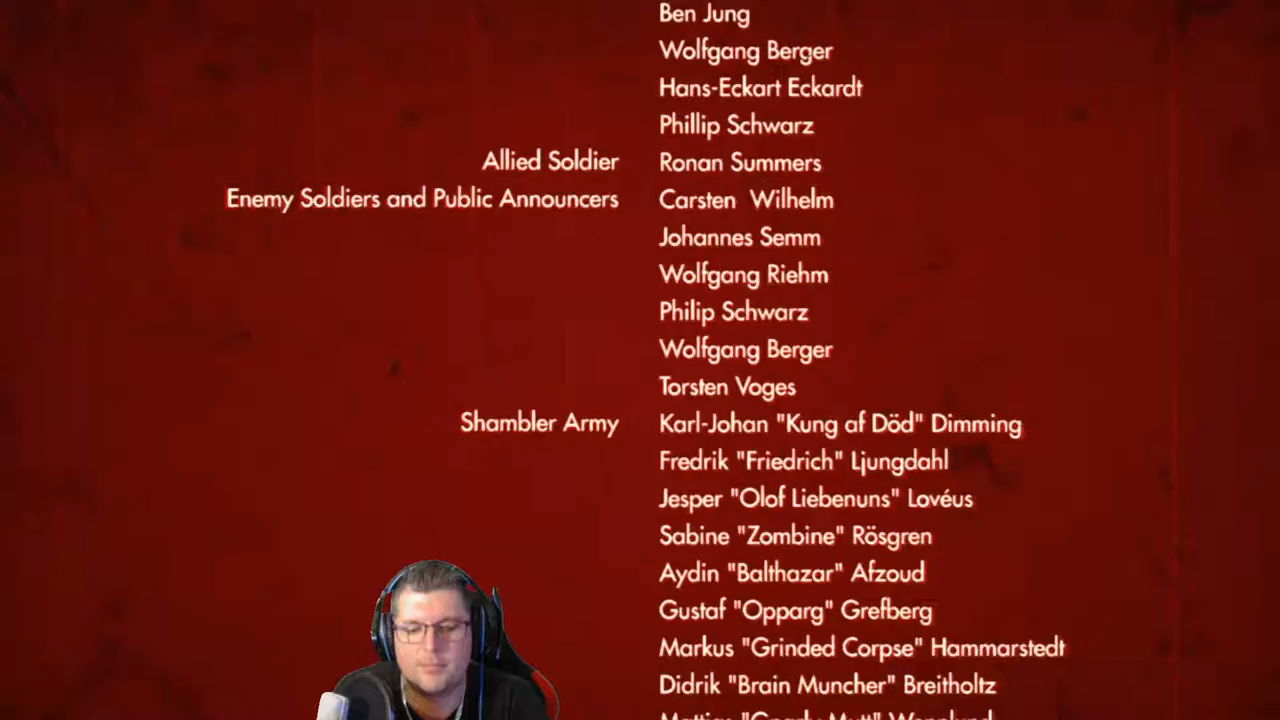 Ben Jung
Wolfgang Berger
Hans-Eckart Eckardt
Phillip Schwarz
Allied Soldier Ronan Summers
Enemy Soldiers and Public Announcers Carsten Wilhelm
Johannes Semm
Wolfgang Riehm
Philip Schwarz
Wolfgang Berger
Torsten Voges
Shambler Army Karl-Johan "Kung af Död" Dimming
Fredrik "Friedrich" Ljungdahl
Jesper "Olof Liebenuns" Lovéus
Sabine "Zombine" Rösgren
Aydin "Balthazar" Afzoud
Gustaf "Opparg" Grefberg
Markus "Grinded Corpse" Hammarstedt
Didrik "Brain Muncher" Breitholtz